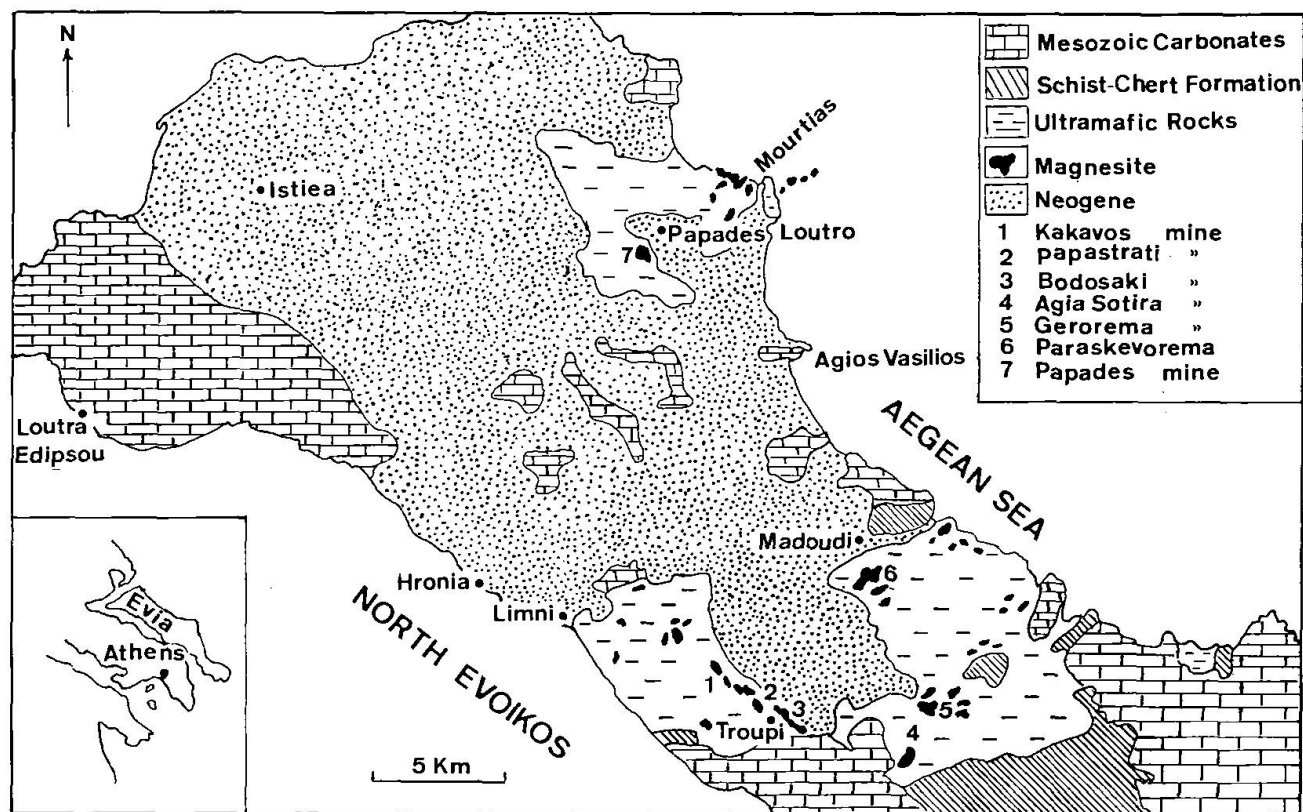 N
Mesozoic Carbonates
Schist-Chert Formation
Ultramafic Rocks
Magnesite
Neogene
1 Kakavos mine
2 papastrati "
3 Bodosaki "
4 Agia Sotira "
5 Gerorema "
6 Paraskevorema
7 Papades mine
Mourtias
Istiea
Papades
Loutro
7
Agios Vasilios
Loutra
Edipsou
AEGEAN SEA
Madoudi
6
Hronia
Limni
NORTH EVOIKOS
1
2
3
Troupi
5
4
5 Km
Evia
Athens